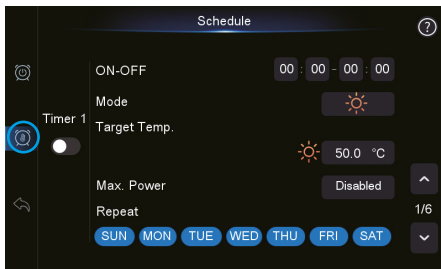 Schedule
?
ON-OFF 00 : 00 - 00 : 00
Mode
Timer 1
Target Temp.
50.0 °C
Max. Power Disabled
Repeat 1/6
SUN MON TUE WED THU FRI SAT